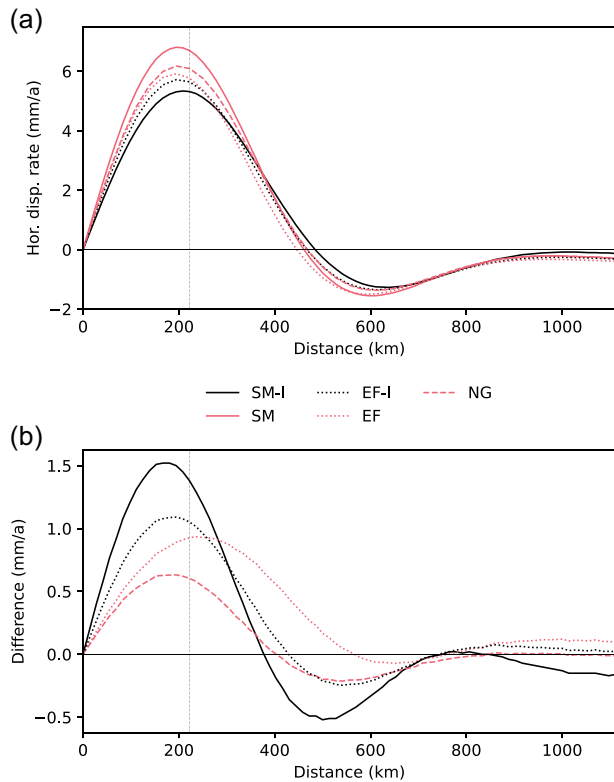 (a)
Hor. disp. rate (mm/a)
6
4
2
0
−2
0 200 400 600 800 1000
Distance (km)
SM-I EF-I NG
SM EF
(b)
Difference (mm/a)
1.5
1.0
0.5
0.0
−0.5
0 200 400 600 800 1000
Distance (km)